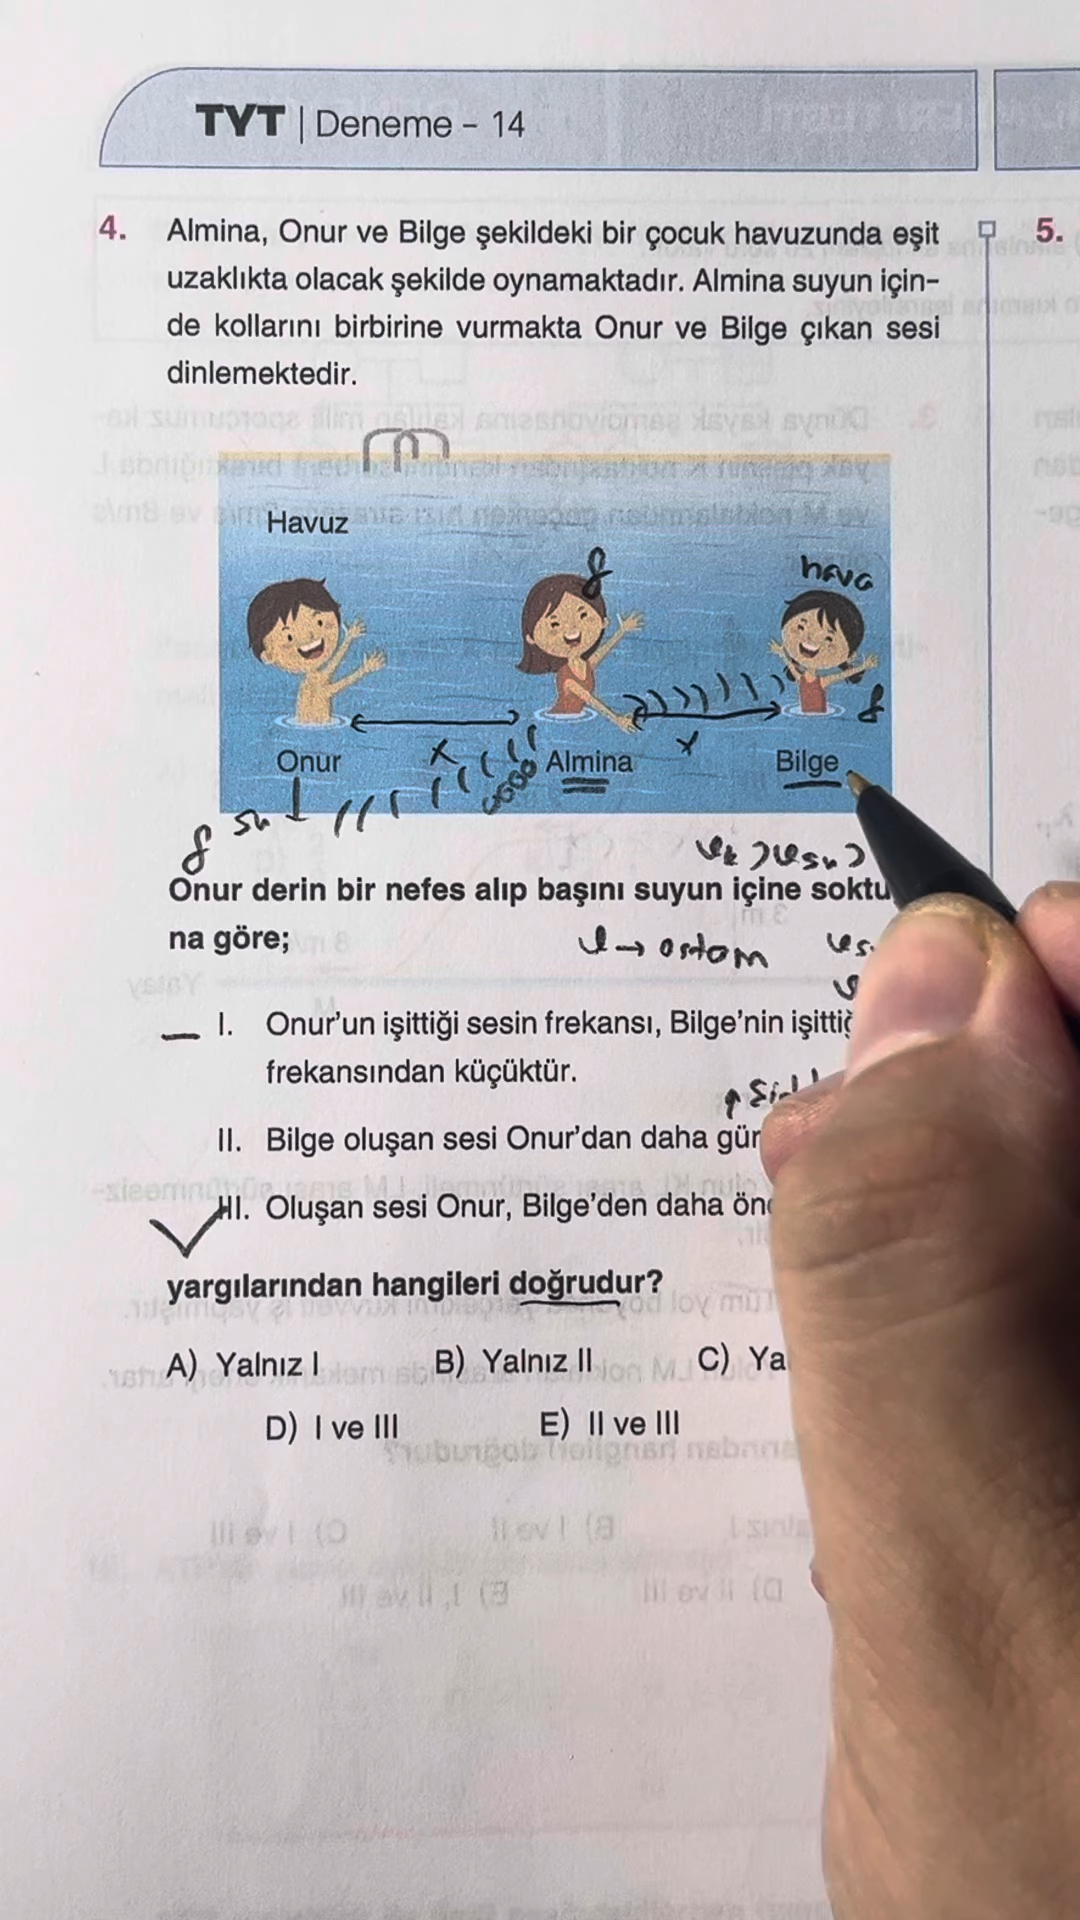 TYT | Deneme - 14
4. Almina, Onur ve Bilge şekildeki bir çocuk havuzunda eşit
uzaklıkta olacak şekilde oynamaktadır. Almina suyun için-
de kollarını birbirine vurmakta Onur ve Bilge çıkan sesi
dinlemektedir.
5.
Havuz
hava
Onur
x
Almina
x
Bilge
su
Onur derin bir nefes alıp başını suyun içine soktu
na göre;
→ ortam
I. Onur'un işittiği sesin frekansı, Bilge'nin işittiğ
frekansından küçüktür.
II. Bilge oluşan sesi Onur'dan daha gür
III. Oluşan sesi Onur, Bilge'den daha önc
yargılarından hangileri doğrudur?
A) Yalnız I B) Yalnız II C) Ya
D) I ve III E) II ve III